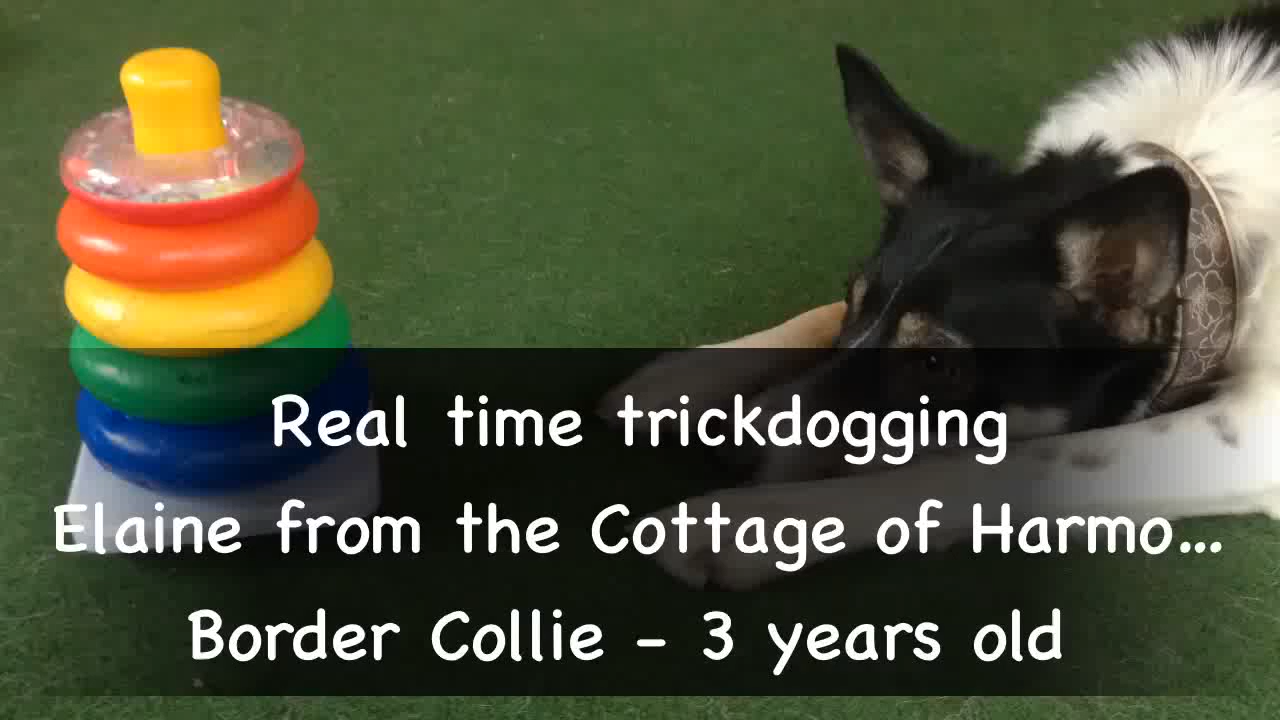 Real time trickdogging
Elaine from the Cottage of Harmo...
Border Collie - 3 years old